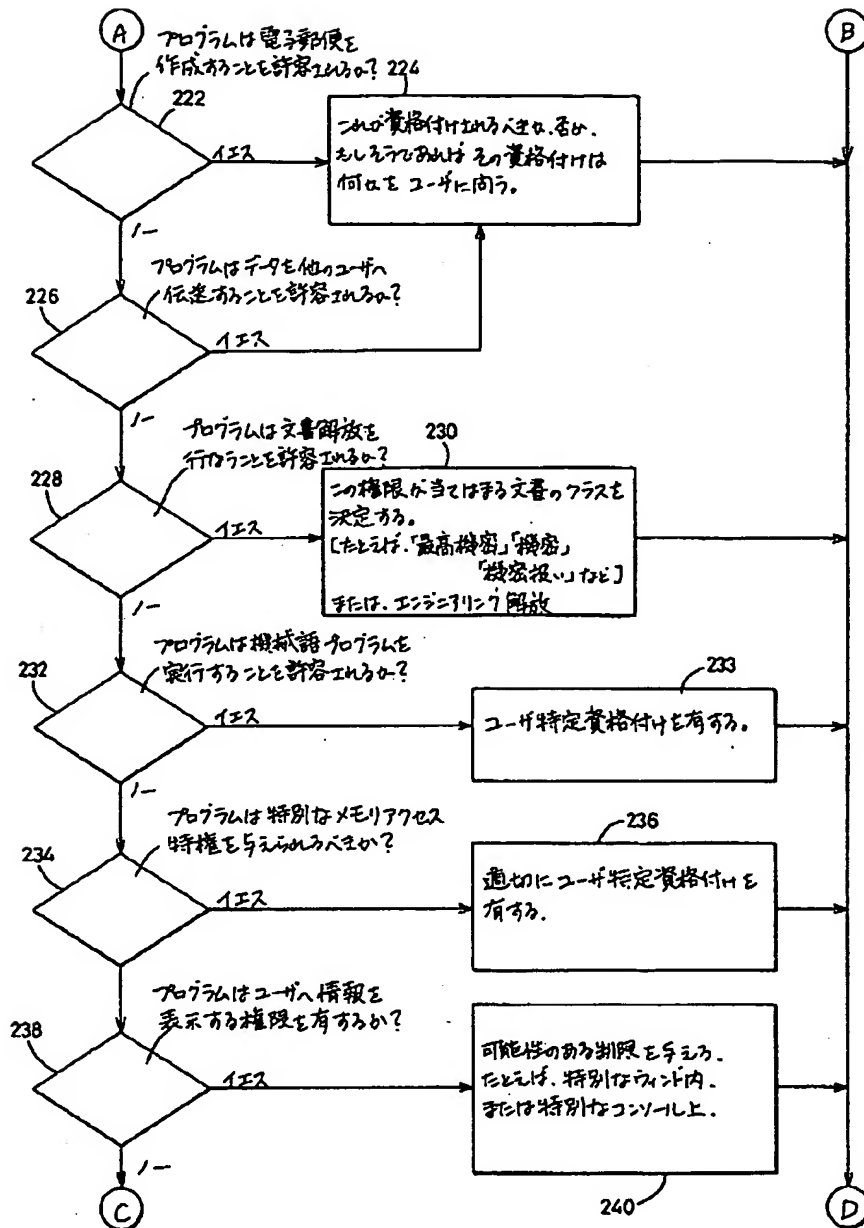 A
B
プログラムは電子郵便を
作成することを許容されるか?
222
224
イエス
これが資格付けされるべきか、否か、
もしそうであればその資格付けは
何かをユーザに問う。
ノー
プログラムはデータを他のユーザへ
伝送することを許容されるか?
226
イエス
ノー
プログラムは文書解放を
行なうことを許容されるか?
228
230
イエス
この権限が当てはまる文書のクラスを
決定する。
[たとえば、「最高機密」「機密」
「機密扱い」など]
または、エンジニアリング解放
ノー
プログラムは機械語プログラムを
実行することを許容されるか?
232
233
イエス
ユーザ特定資格付けを有する。
ノー
プログラムは特別なメモリアクセス
特権を与えられるべきか?
234
236
イエス
適切にユーザ特定資格付けを
有する.
ノー
プログラムはユーザへ情報を
表示する権限を有するか?
238
イエス
可能性のある制限を与える.
たとえば、特別なウィンド内、
または特別なコンソール上.
240
ノー
C
D